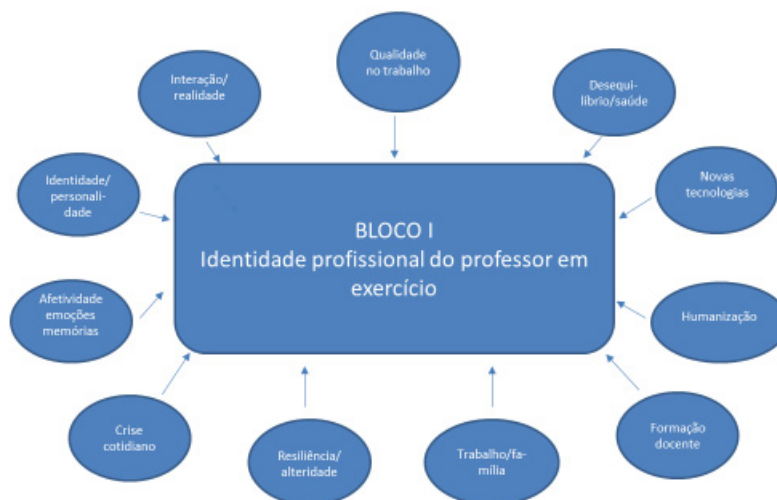 Qualidade
no trabalho
Interação/
realidade
Desequi-
líbrio/saúde
Identidade/
personali-
dade
Novas
tecnologias
BLOCO I
Identidade profissional do professor em
exercício
Afetividade
emoções
memórias
Humanização
Crise
cotidiano
Resiliência/
alteridade
Trabalho/fa-
mília
Formação
docente